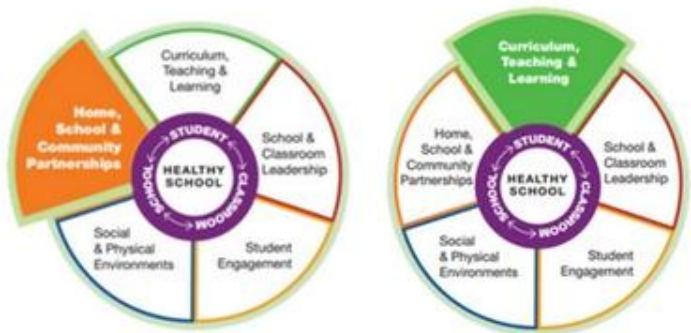 Curriculum,
Teaching &
Learning
Home,
School &
Community
Partnerships
School &
Classroom
Leadership
STUDENT
CLASSROOM
SCHOOL
HEALTHY
SCHOOL
Social
& Physical
Environments
Student
Engagement
Curriculum,
Teaching &
Learning
Home,
School &
Community
Partnerships
School &
Classroom
Leadership
STUDENT
CLASSROOM
SCHOOL
HEALTHY
SCHOOL
Social
& Physical
Environments
Student
Engagement